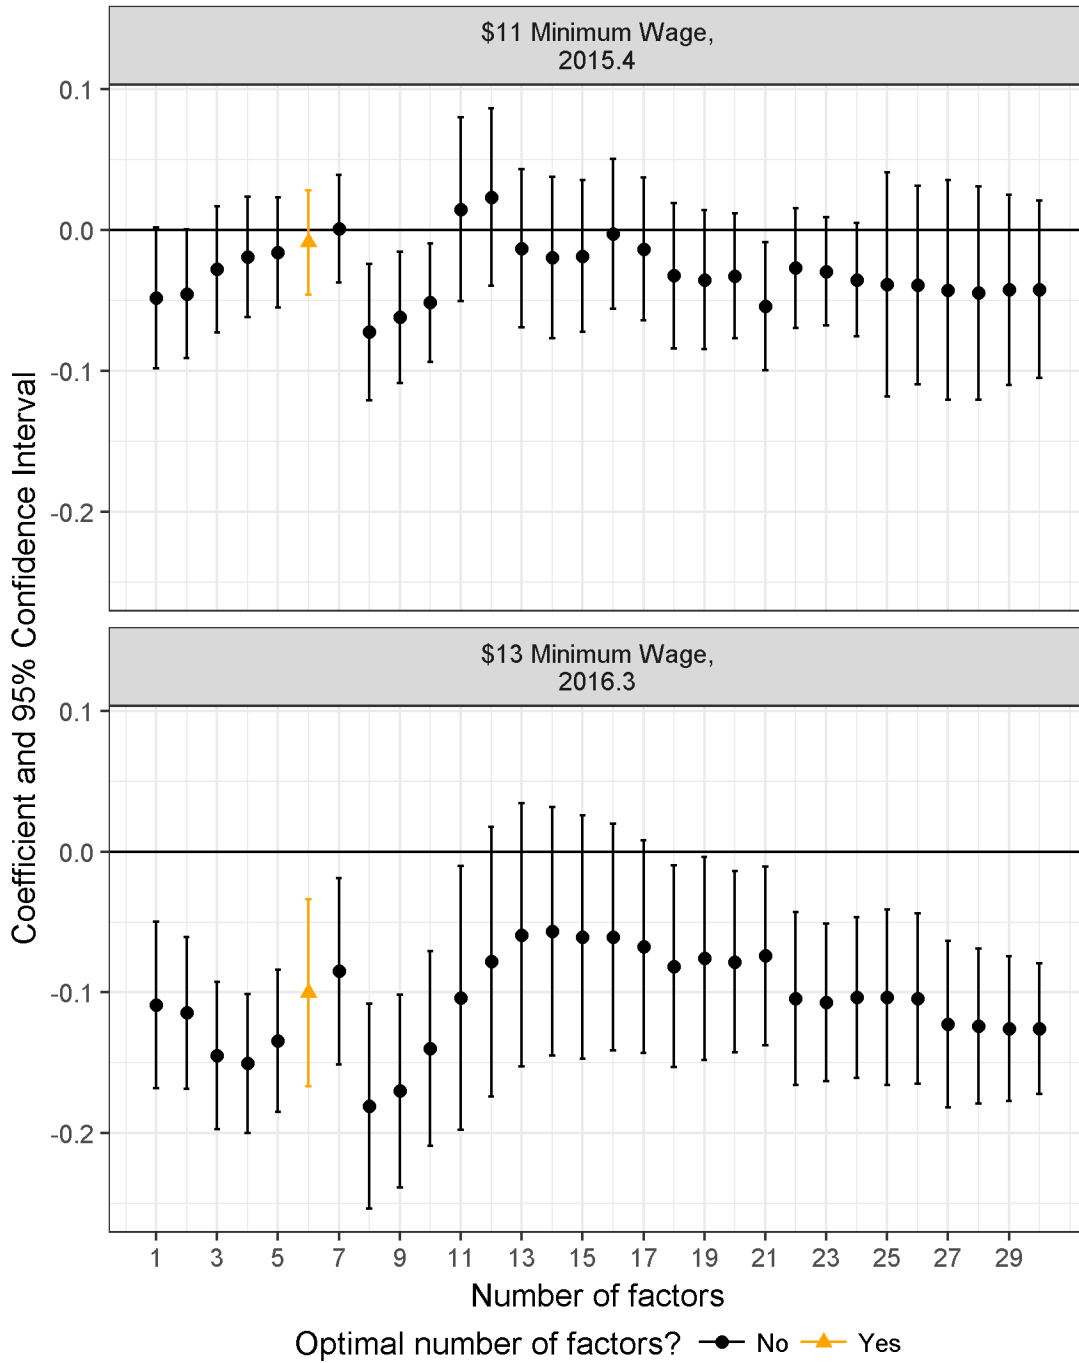 $11 Minimum Wage,
2015.4
0.1
0.0
-0.1
-0.2
Coefficient and 95% Confidence Interval
$13 Minimum Wage,
2016.3
0.1
0.0
-0.1
-0.2
1 3 5 7 9 11 13 15 17 19 21 23 25 27 29
Number of factors
Optimal number of factors? No Yes